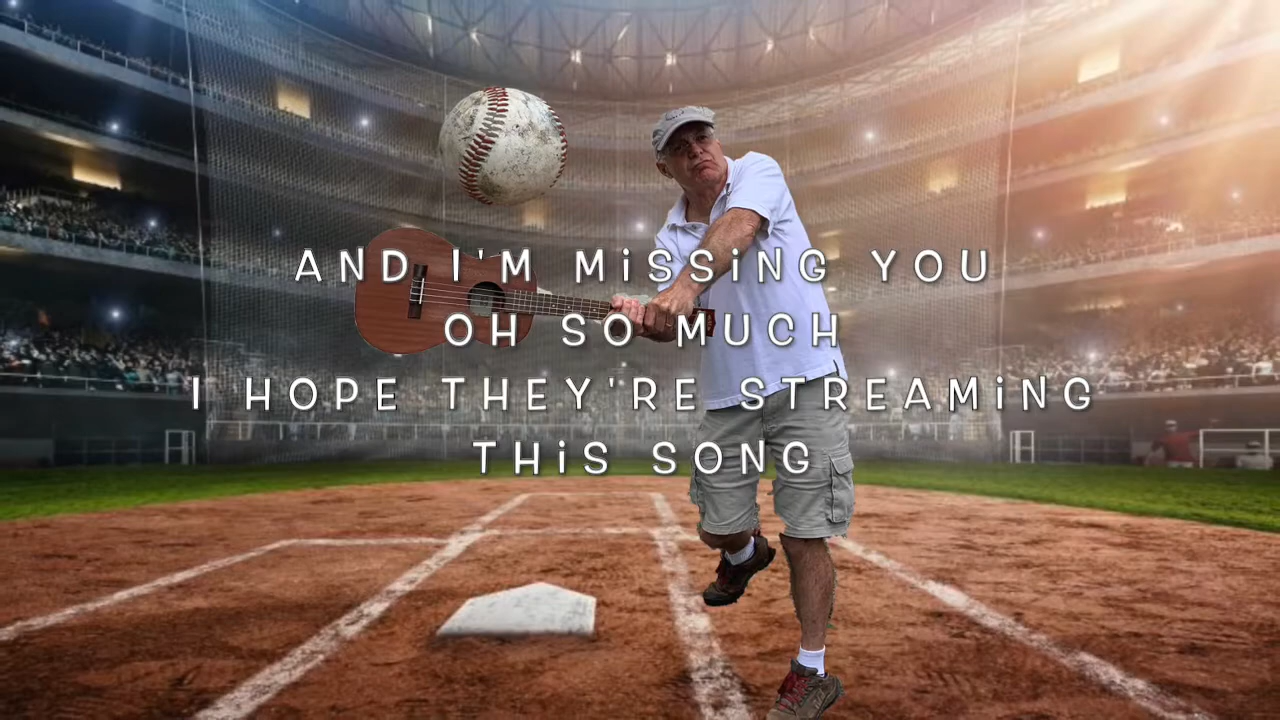 AND I'M MiSSiNG YOU
OH SO MUCH
I HOPE THEY'RE STREAMiNG
THiS SONG